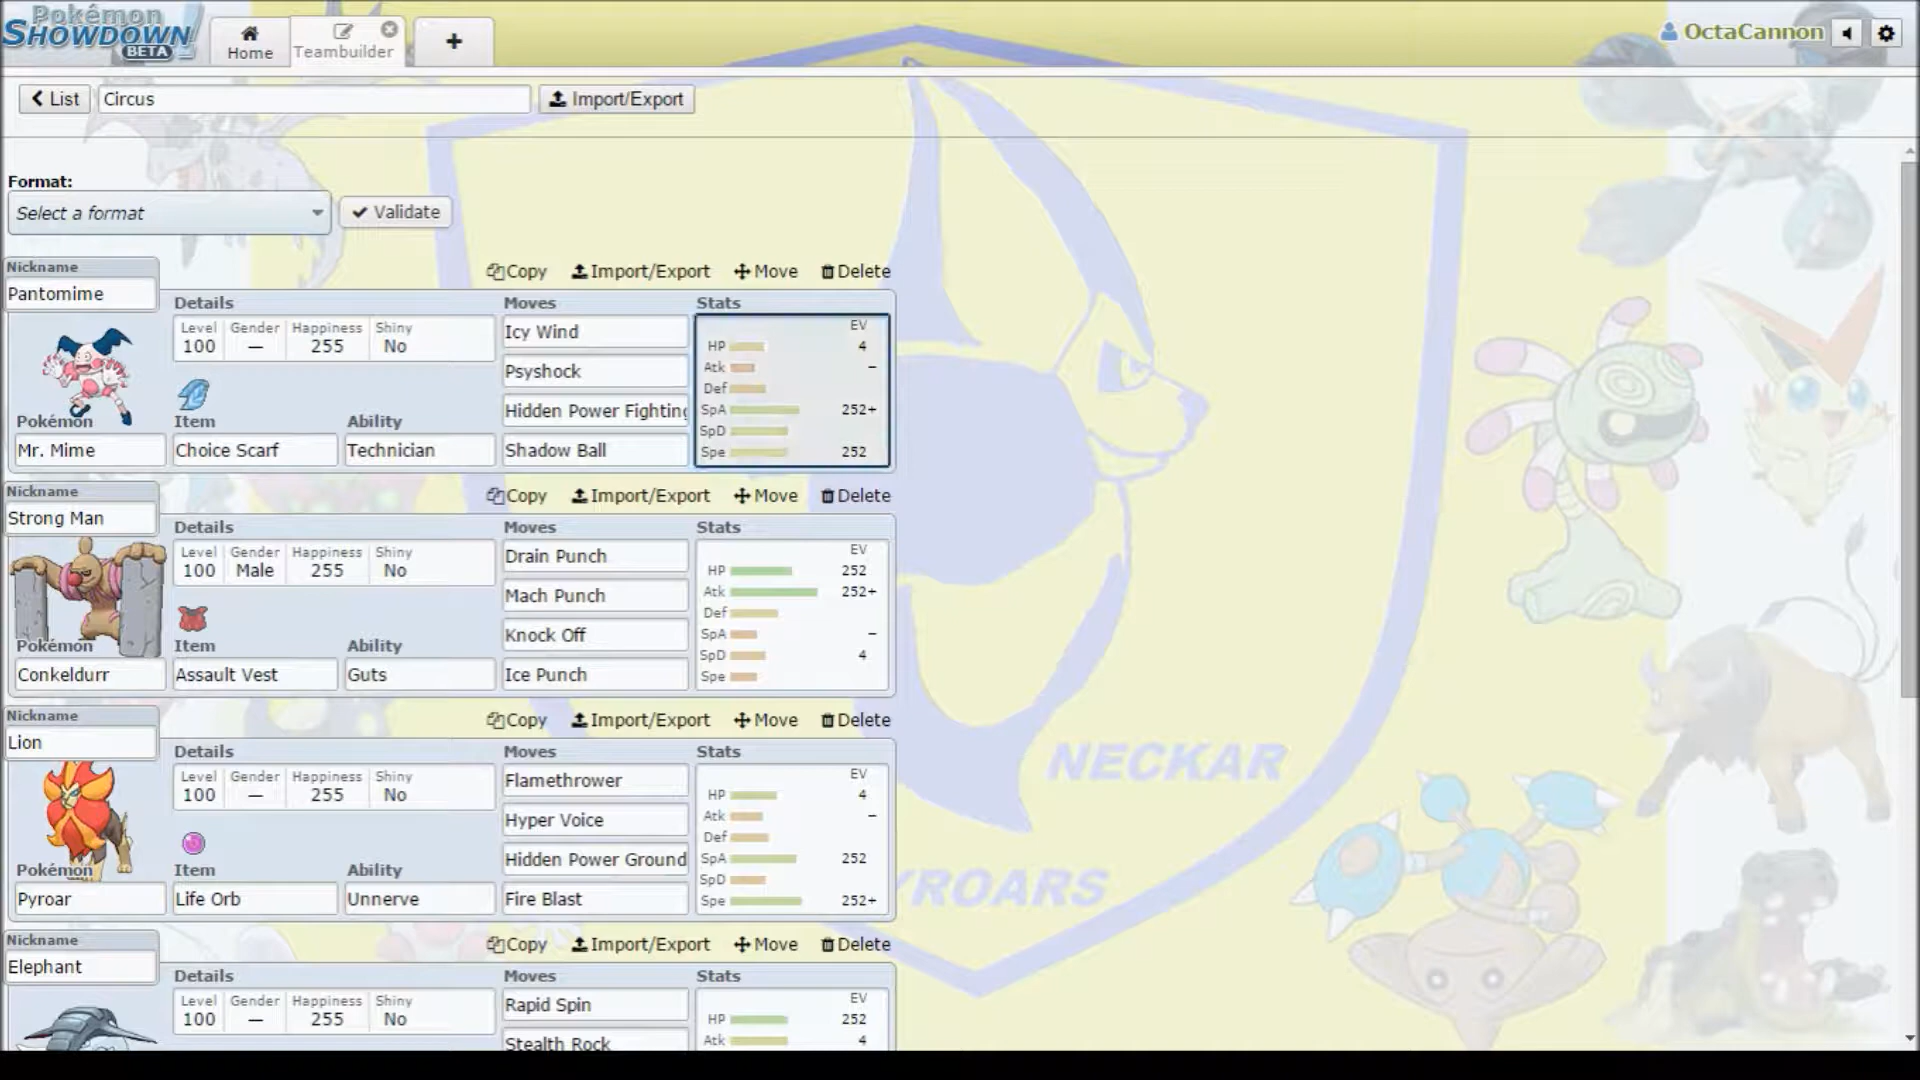 Pokémon
SHOWDOWN
BETA
Home
Teambuilder
+
OctaCannon
List
Circus
Import/Export
Format:
Select a format
Validate
Copy Import/Export Move Delete
Nickname
Pantomime
Details Moves Stats
Level Gender Happiness Shiny
100 — 255 No
Icy Wind
Psyshock
Hidden Power Fighting
Shadow Ball
EV
HP 4
Atk –
Def
SpA 252+
SpD
Spe 252
Pokémon Item Ability
Mr. Mime Choice Scarf Technician
Copy Import/Export Move Delete
Nickname
Strong Man
Details Moves Stats
Level Gender Happiness Shiny
100 Male 255 No
Drain Punch
Mach Punch
Knock Off
Ice Punch
EV
HP 252
Atk 252+
Def
SpA –
SpD 4
Spe
Pokémon Item Ability
Conkeldurr Assault Vest Guts
Copy Import/Export Move Delete
Nickname
Lion
Details Moves Stats
Level Gender Happiness Shiny
100 — 255 No
Flamethrower
Hyper Voice
Hidden Power Ground
Fire Blast
EV
HP 4
Atk –
Def
SpA 252
SpD
Spe 252+
Pokémon Item Ability
Pyroar Life Orb Unnerve
Copy Import/Export Move Delete
Nickname
Elephant
Details Moves Stats
Level Gender Happiness Shiny
100 — 255 No
Rapid Spin
Stealth Rock
EV
HP 252
Atk 4
NECKAR
YROARS